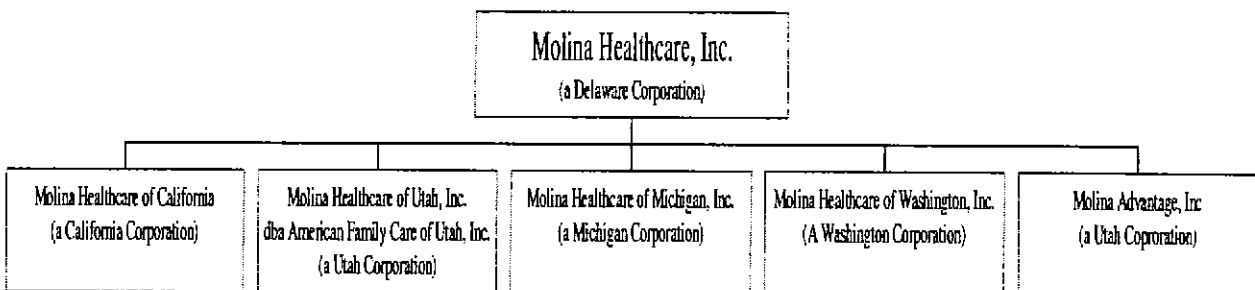 Molina Healthcare, Inc.
(a Delaware Corporation)
Molina Healthcare of California
(a California Corporation)
Molina Healthcare of Utah, Inc.
dba American Family Care of Utah, Inc.
(a Utah Corporation)
Molina Healthcare of Michigan, Inc.
(a Michigan Corporation)
Molina Healthcare of Washington, Inc.
(A Washington Corporation)
Molina Advantage, Inc
(a Utah Coproration)